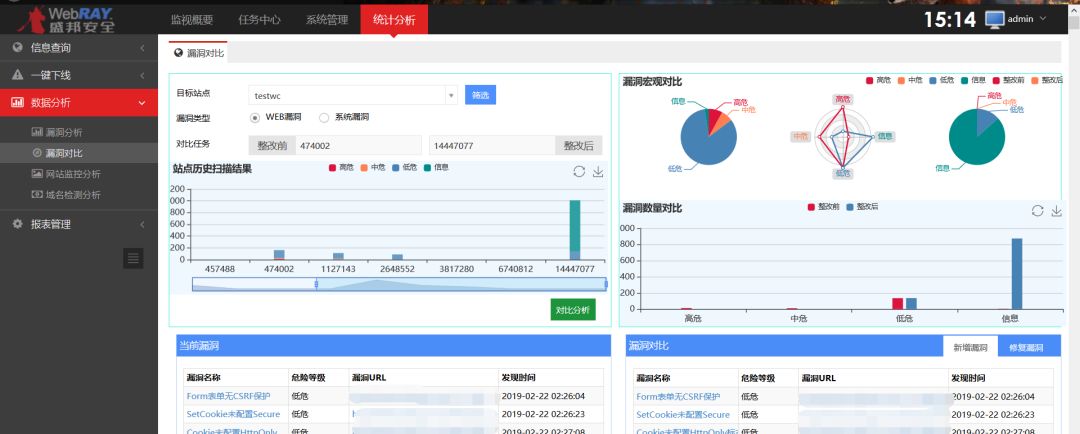 WebRAY
盛邦安全
监视概要 任务中心 系统管理 统计分析
15:14 admin
信息查询
一键下线
数据分析
漏洞分析
漏洞对比
网站监控分析
域名检测分析
报表管理
漏洞对比
目标站点 testwc 筛选
漏洞类型 WEB漏洞 系统漏洞
对比任务 整改前 474002 14447077 整改后
站点历史扫描结果 高危 中危 低危 信息
200
000
800
600
400
200
0
457488 474002 1127143 2648552 3817280 6740812 14447077
对比分析
漏洞宏观对比 高危 中危 低危 信息 整改前 整改后
信息 高危 中危 低危
高危 中危 信息 低危
高危 中危 低危 信息
漏洞数量对比 整改前 整改后
000
800
600
400
200
0
高危 中危 低危 信息
当前漏洞
漏洞名称 危险等级 漏洞URL 发现时间
Form表单无CSRF保护 低危 2019-02-22 02:26:04
SetCookie未配置Secure 低危 2019-02-22 02:26:23
Cookie未配置HttpOnly 低危 2019-02-22 02:27:08
漏洞对比 新增漏洞 修复漏洞
漏洞名称 危险等级 漏洞URL 发现时间
Form表单无CSRF保护 低危 2019-02-22 02:26:04
SetCookie未配置Secure 低危 2019-02-22 02:26:23
Cookie未配置HttpOnly标志 低危 2019-02-22 02:27:08